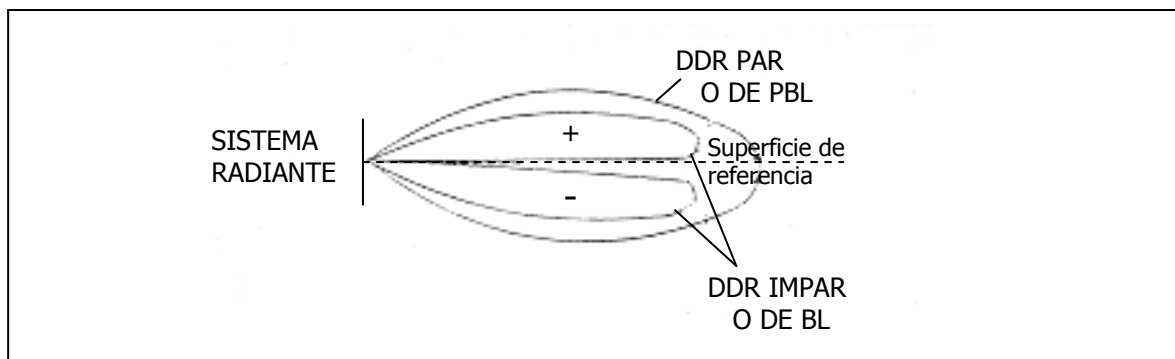 DDR PAR
O DE PBL
SISTEMA
RADIANTE
+
Superficie de
referencia
-
DDR IMPAR
O DE BL